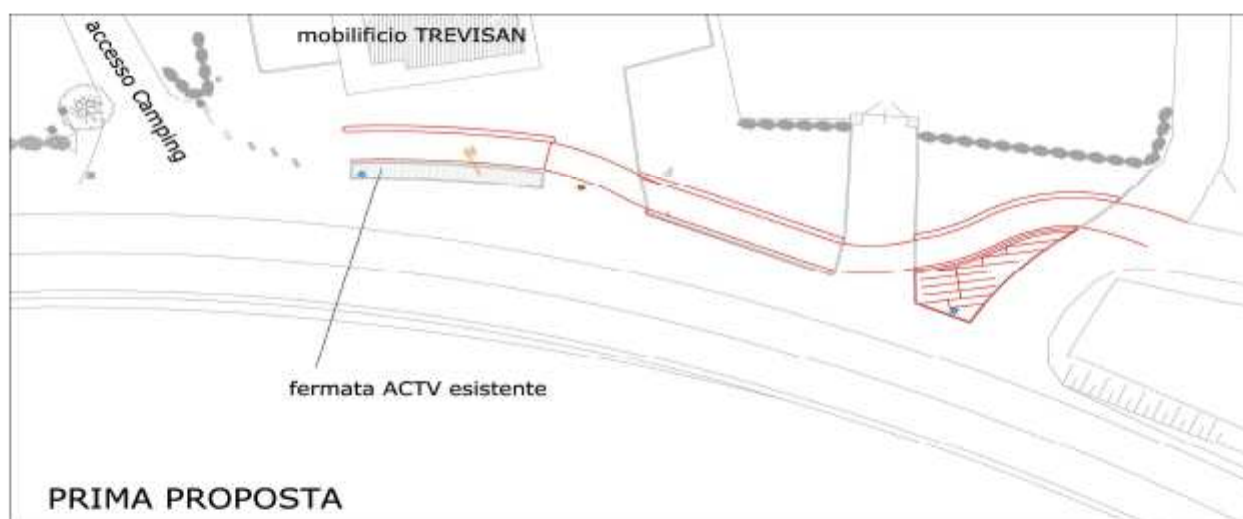 mobilificio TREVISAN
accesso Camping
fermata ACTV esistente
PRIMA PROPOSTA